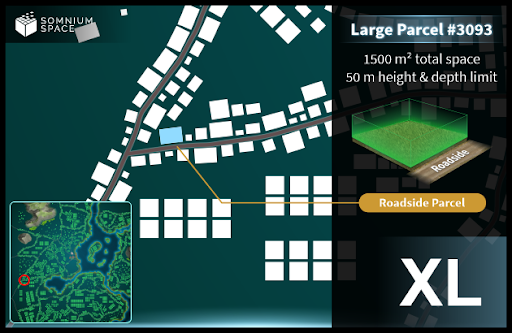 SOMNIUM
SPACE
Large Parcel #3093
1500 m² total space
50 m height & depth limit
Roadside
Roadside Parcel
XL